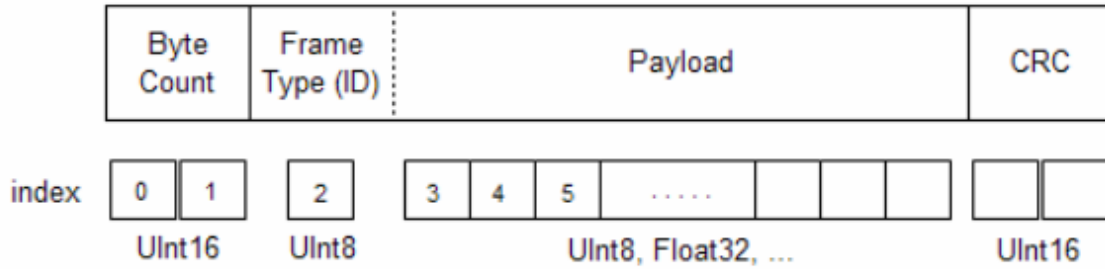 Byte Count
Frame Type (ID)
Payload
CRC
index
0 1 2 3 4 5 .....
UInt16 UInt8 UInt8, Float32, ... UInt16